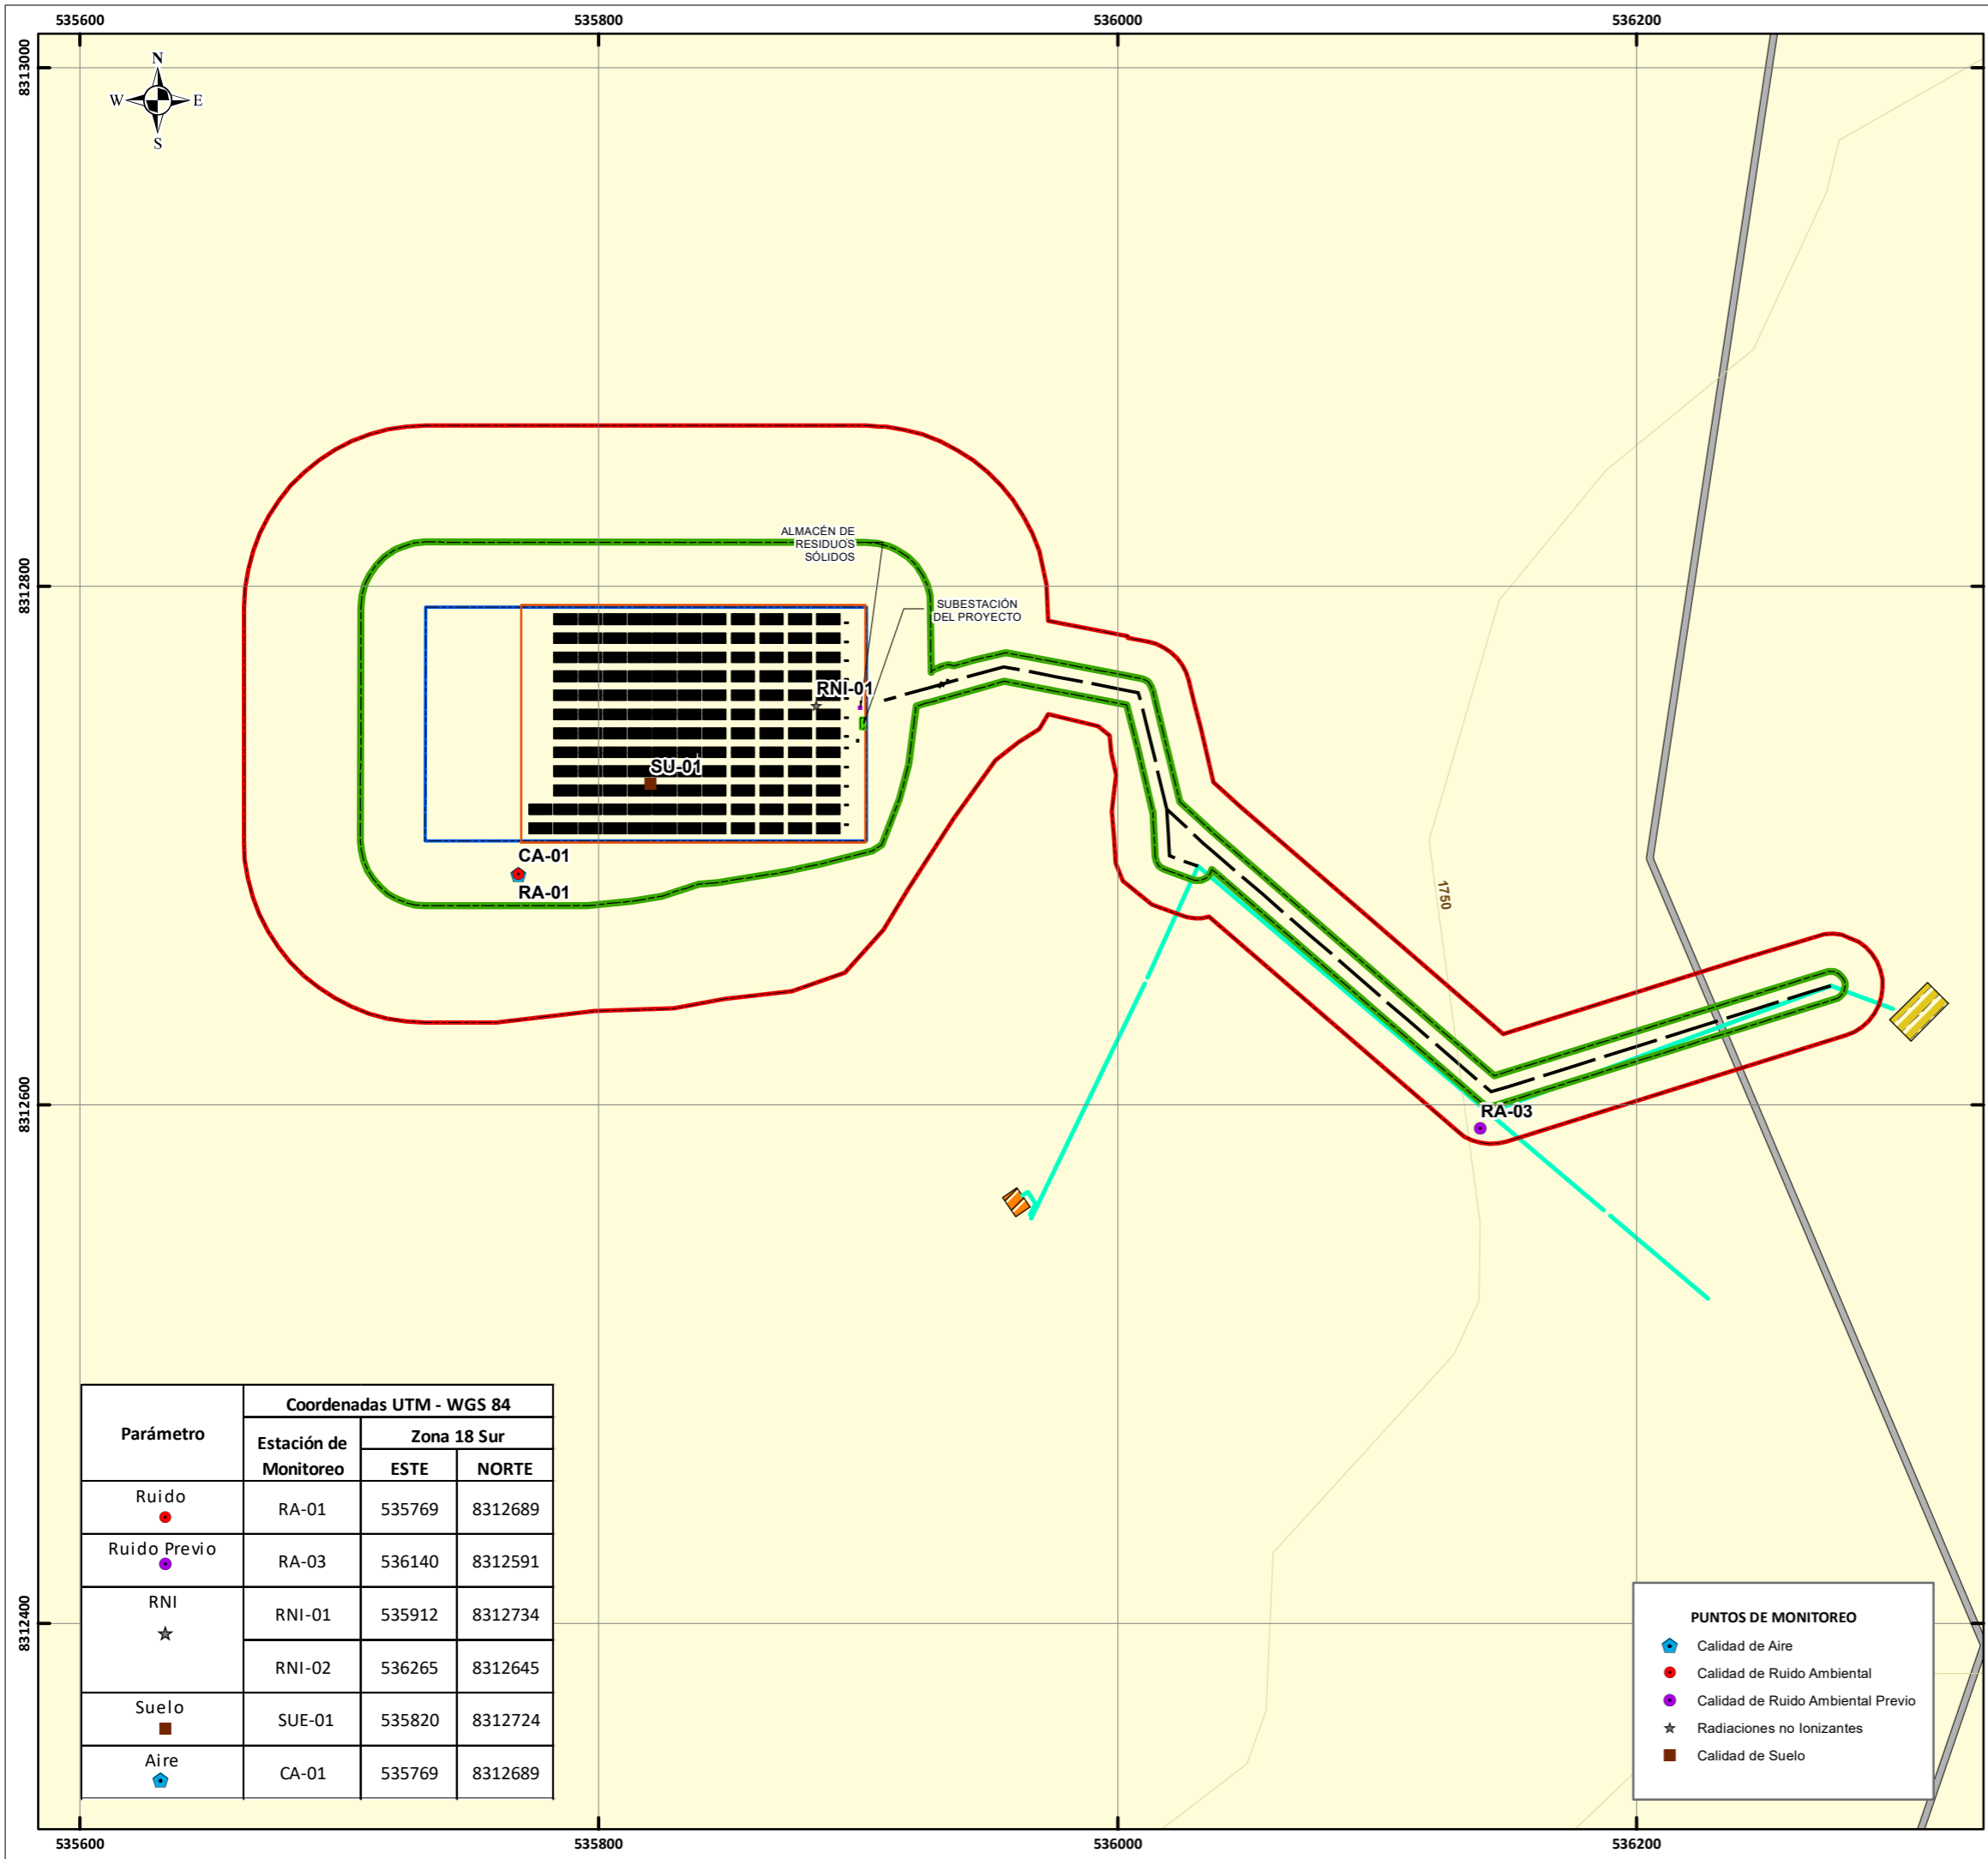 535600 535800 536000 536200
8313000
N
W E
S
ALMACÉN DE
RESIDUOS
SÓLIDOS
8312800
SUBESTACIÓN
DEL PROYECTO
RNI-01
SU-01
CA-01
RA-01
1750
8312600
RA-03
Parámetro
Coordenadas UTM - WGS 84
Estación de
Monitoreo
Zona 18 Sur
ESTE NORTE
Ruido RA-01 535769 8312689
Ruido Previo RA-03 536140 8312591
RNI RNI-01 535912 8312734
RNI-02 536265 8312645
Suelo SUE-01 535820 8312724
Aire CA-01 535769 8312689
8312400
PUNTOS DE MONITOREO
Calidad de Aire
Calidad de Ruido Ambiental
Calidad de Ruido Ambiental Previo
Radiaciones no Ionizantes
Calidad de Suelo
535600 535800 536000 536200